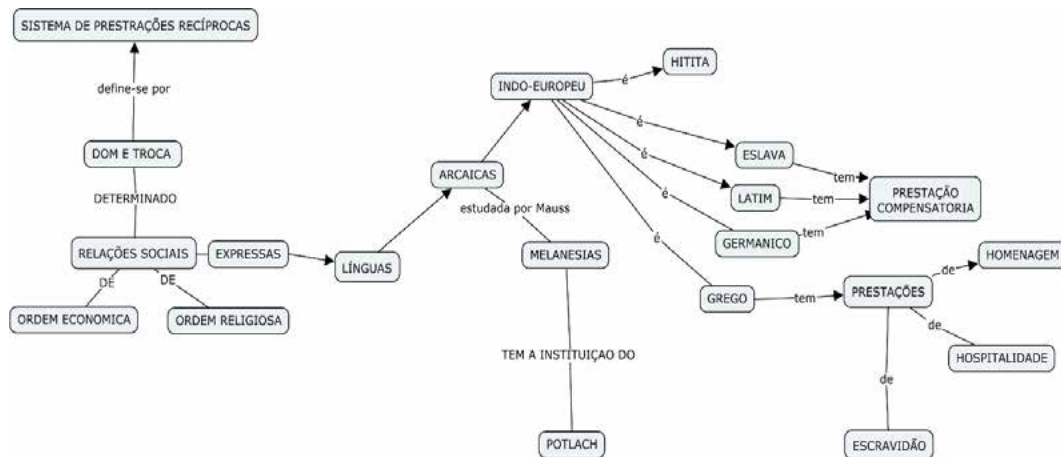 SISTEMA DE PRESTRAÇÕES RECÍPROCAS
define-se por
DOM E TROCA
DETERMINADO
RELAÇÕES SOCIAIS
EXPRESSAS
DE
DE
ORDEM ECONOMICA
ORDEM RELIGIOSA
LÍNGUAS
ARCAICAS
estudada por Mauss
MELANESIAS
TEM A INSTITUIÇAO DO
POTLACH
INDO-EUROPEU
é
HITITA
é
ESLAVA
tem
é
LATIM
tem
PRESTAÇÃO
COMPENSATORIA
é
GERMANICO
tem
é
GREGO
tem
PRESTAÇÕES
de
HOMENAGEM
de
HOSPITALIDADE
de
ESCRAVIDÃO